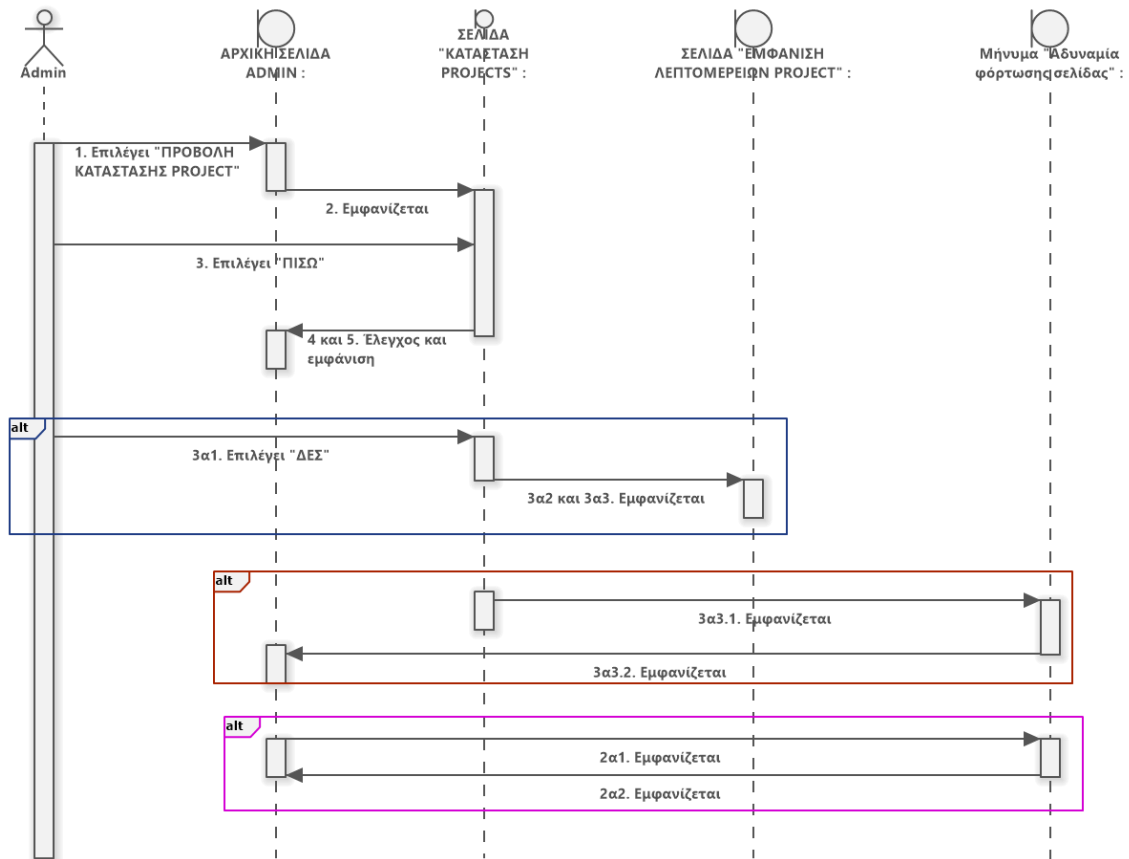 Admin
ΑΡΧΙΚΗ ΣΕΛΙΔΑ
ADMIN :
ΣΕΛΙΔΑ
"ΚΑΤΑΣΤΑΣΗ
PROJECTS" :
ΣΕΛΙΔΑ "ΕΜΦΑΝΙΣΗ
ΛΕΠΤΟΜΕΡΕΙΩΝ PROJECT" :
Μήνυμα "Αδυναμία
φόρτωσης σελίδας" :
1. Επιλέγει "ΠΡΟΒΟΛΗ
ΚΑΤΑΣΤΑΣΗΣ PROJECT"
2. Εμφανίζεται
3. Επιλέγει "ΠΙΣΩ"
4 και 5. Έλεγχος και
εμφάνιση
alt
3α1. Επιλέγει "ΔΕΣ"
3α2 και 3α3. Εμφανίζεται
alt
3α3.1. Εμφανίζεται
3α3.2. Εμφανίζεται
alt
2α1. Εμφανίζεται
2α2. Εμφανίζεται